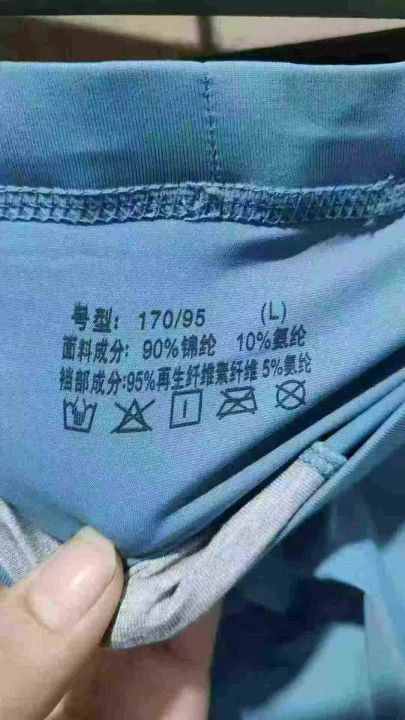 号型：170/95 (L)
面料成分：90%锦纶 10%氨纶
裆部成分:95%再生纤维素纤维 5%氨纶